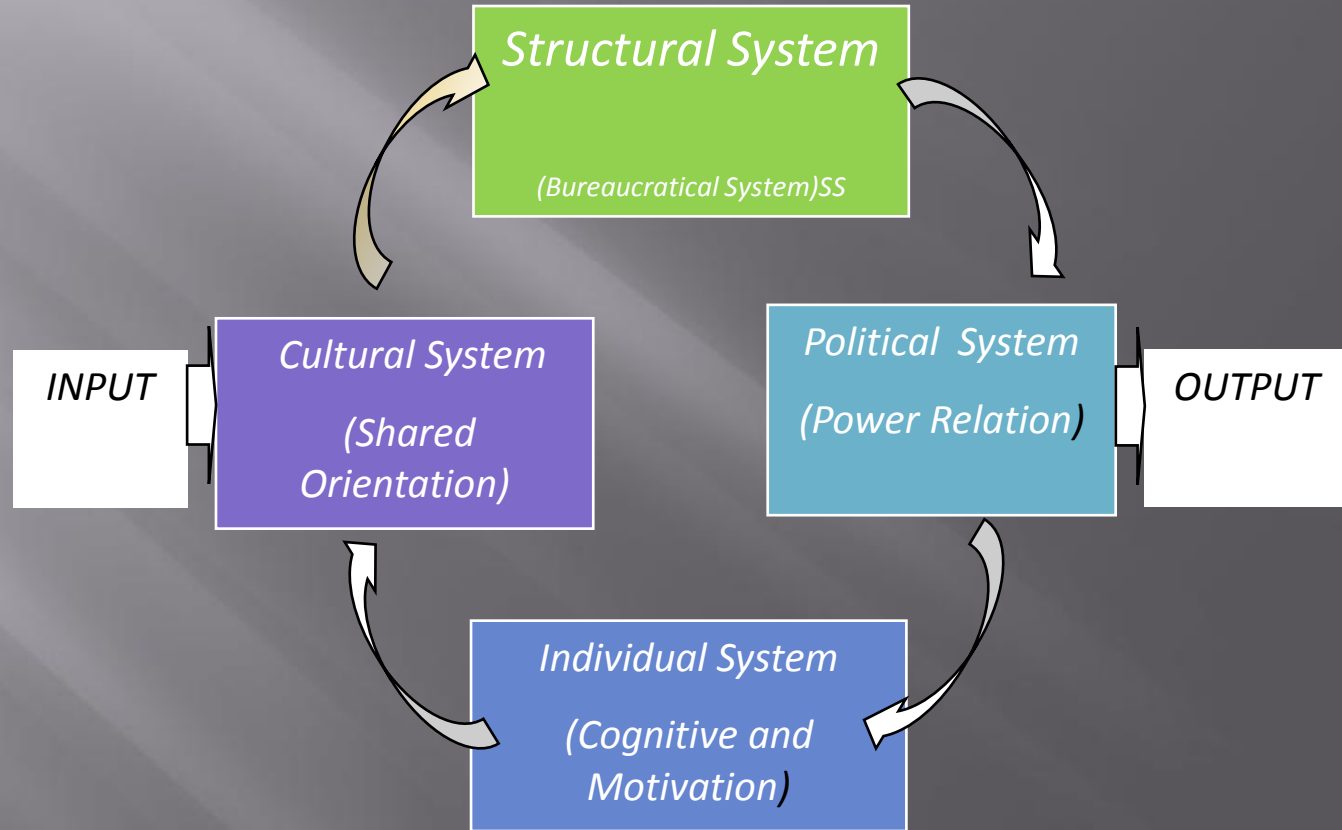 Structural System
(Bureaucratical System)SS
INPUT
Cultural System
(Shared
Orientation)
Political System
(Power Relation)
OUTPUT
Individual System
(Cognitive and
Motivation)